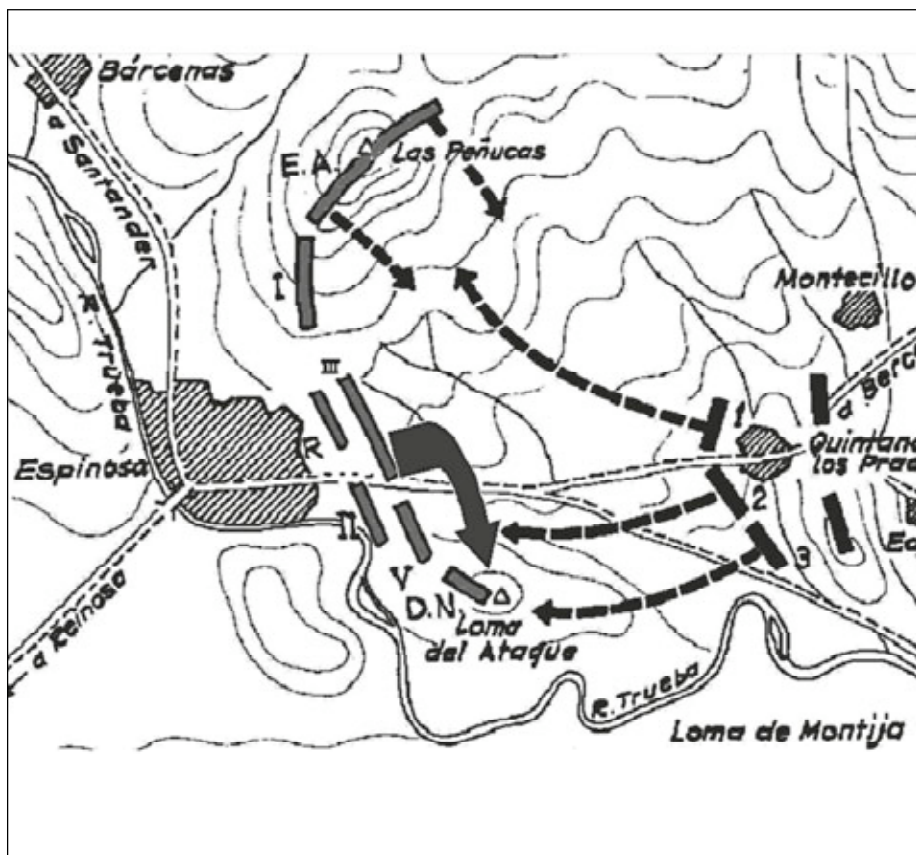 Bárcenas
a Santander
E.A.
Las Peñucas
I
Montecillo
R. Trueba
III
a Berc
1
Quintana
los Prad
R
Espinosa
2
II
3
V
D.N.
Loma
del Ataque
a Reinosa
R. Trueba
Loma de Montija